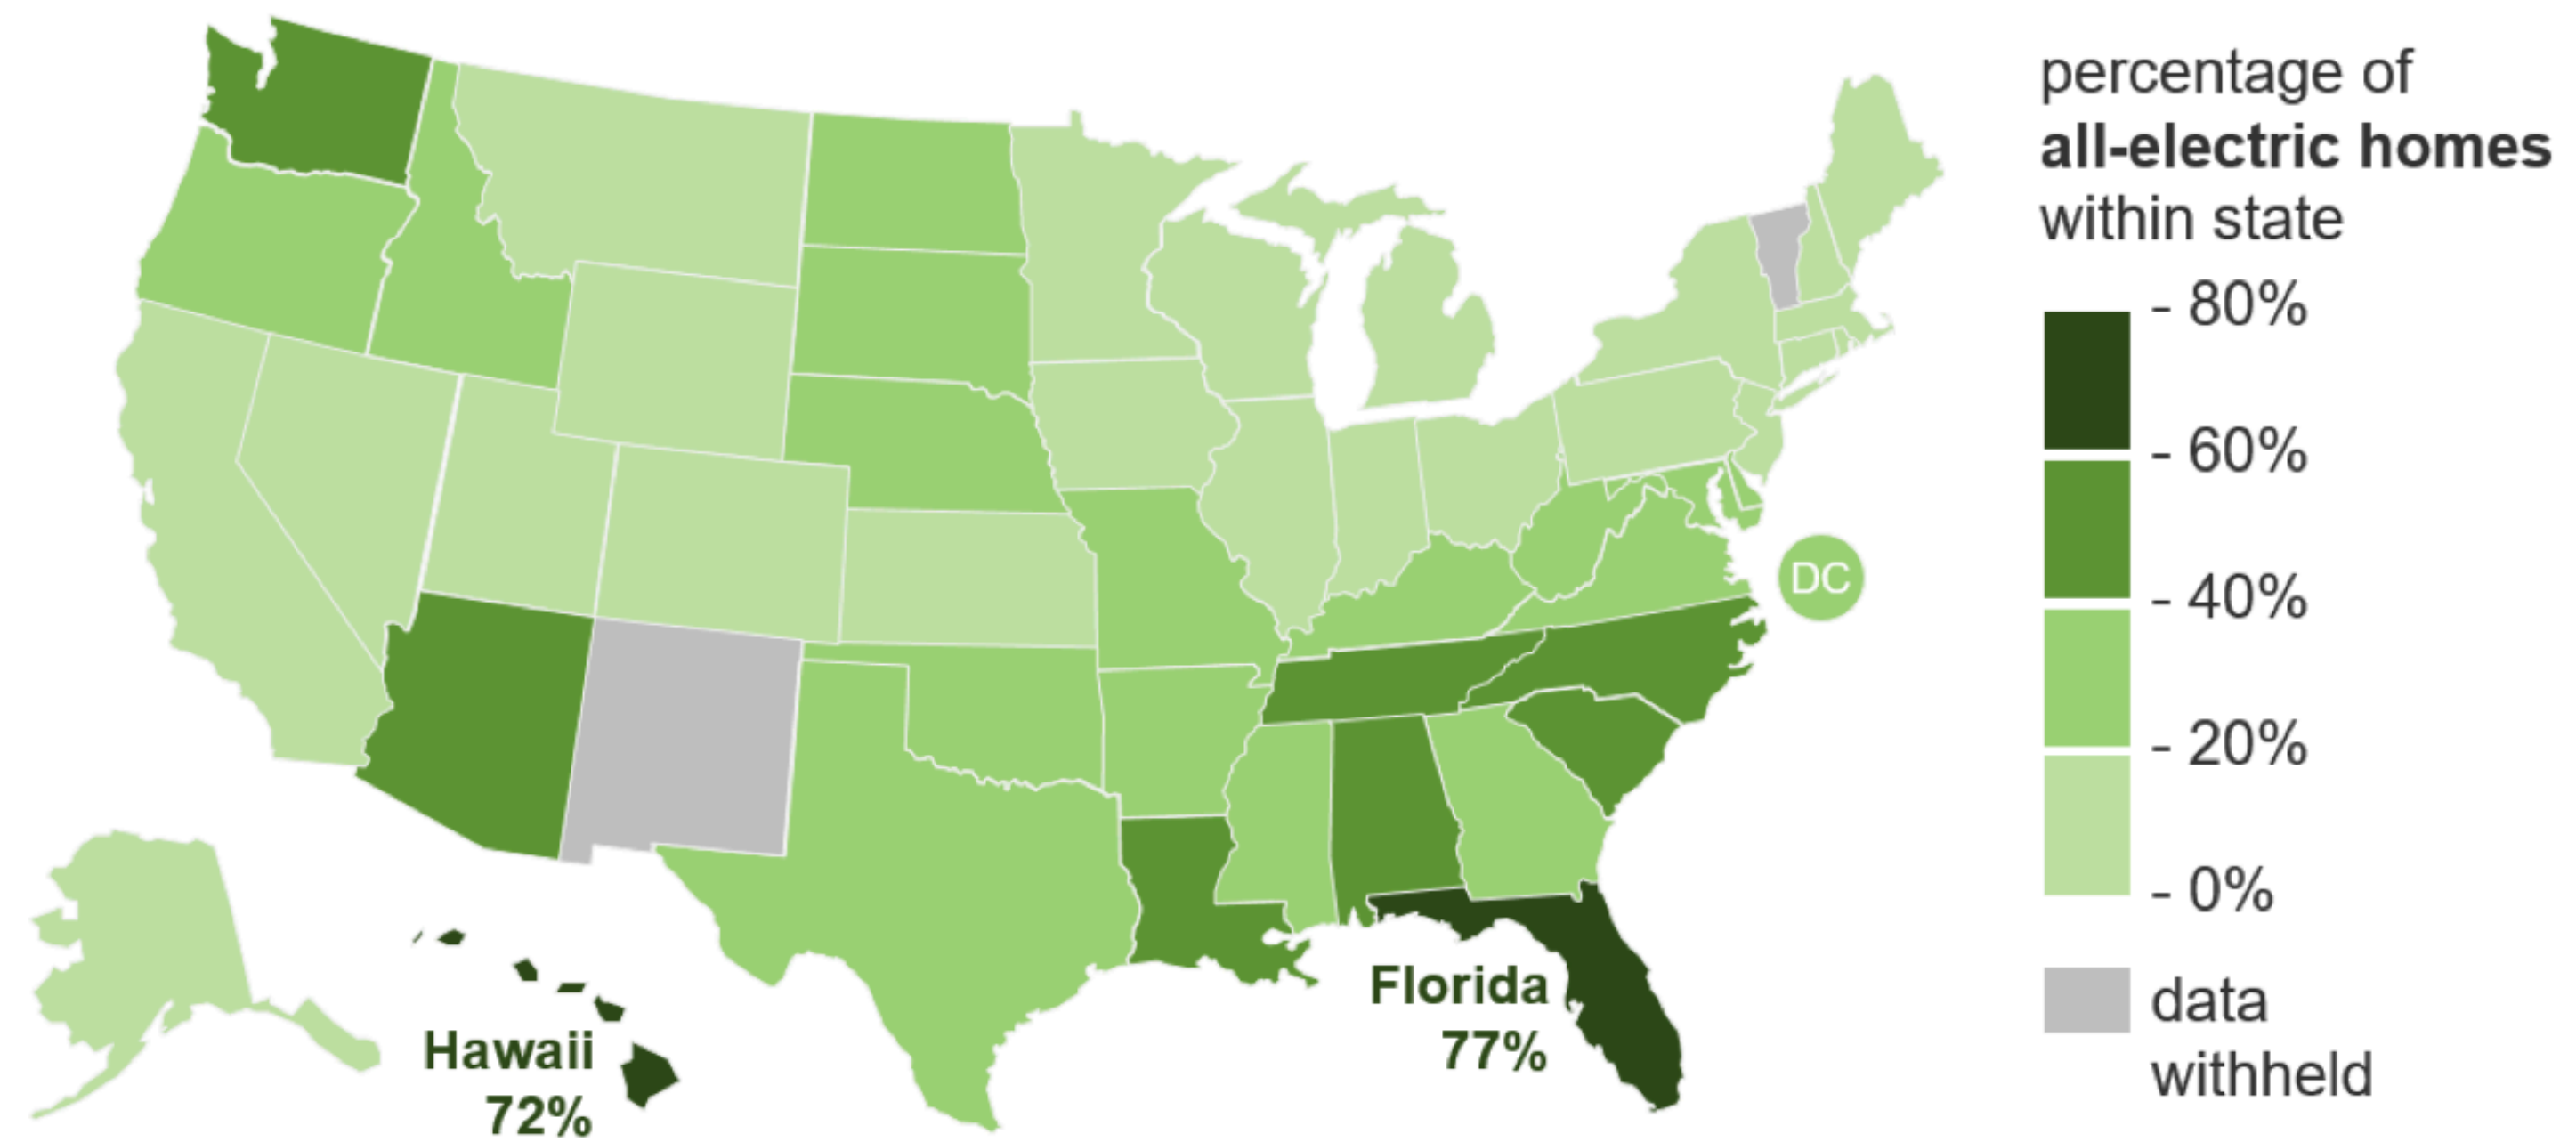 percentage of
all-electric homes
within state
- 80%
- 60%
- 40%
- 20%
- 0%
data
withheld
DC
Florida
77%
Hawaii
72%